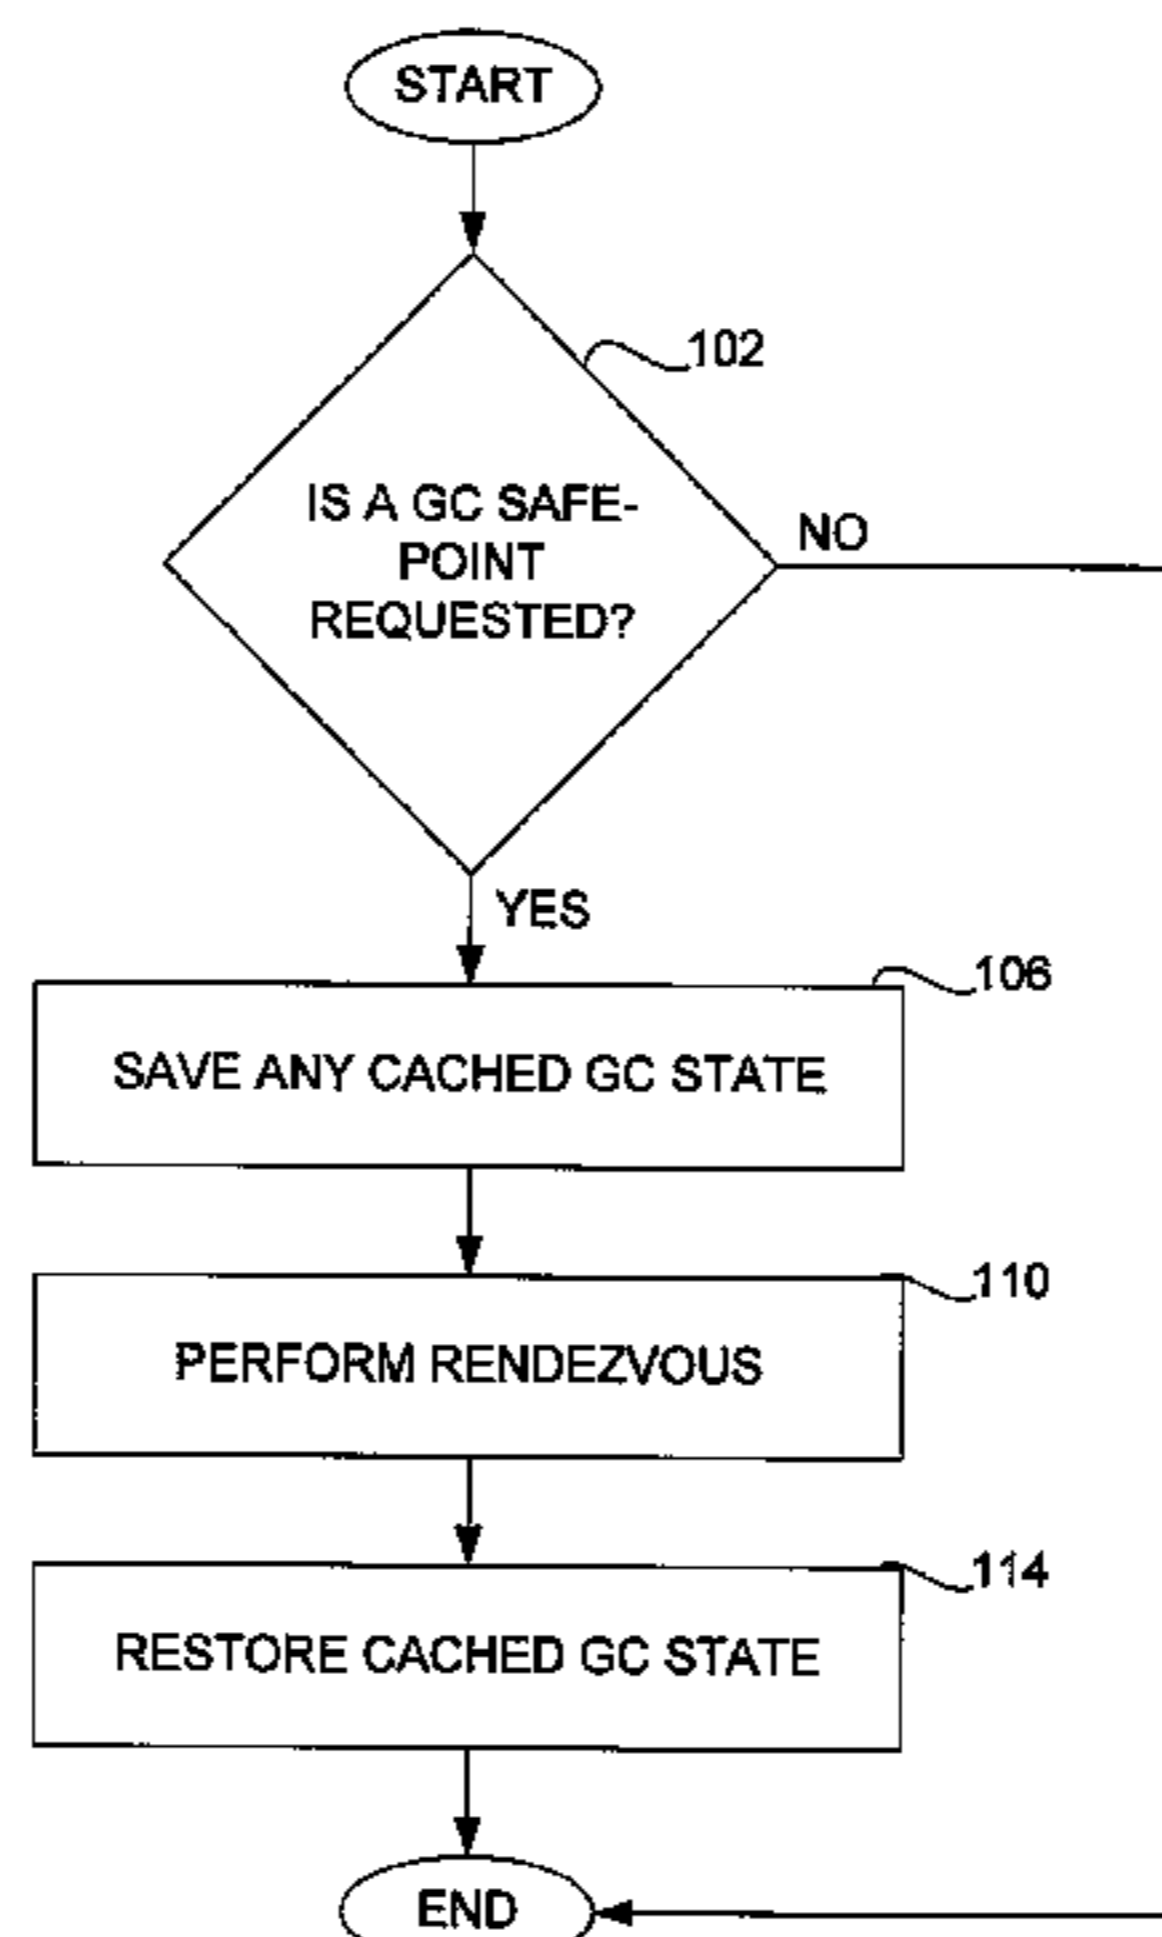 START
102
IS A GC SAFE-
POINT
REQUESTED?
NO
YES
106
SAVE ANY CACHED GC STATE
110
PERFORM RENDEZVOUS
114
RESTORE CACHED GC STATE
END